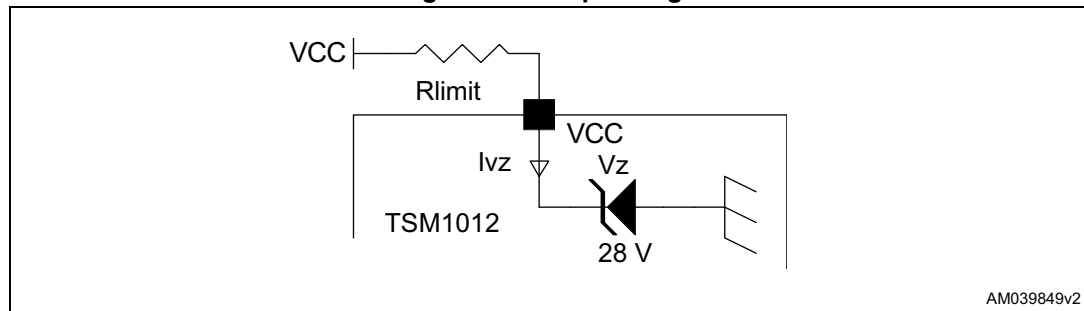 VCC
Rlimit
VCC
Ivz
Vz
TSM1012
28 V
AM039849v2